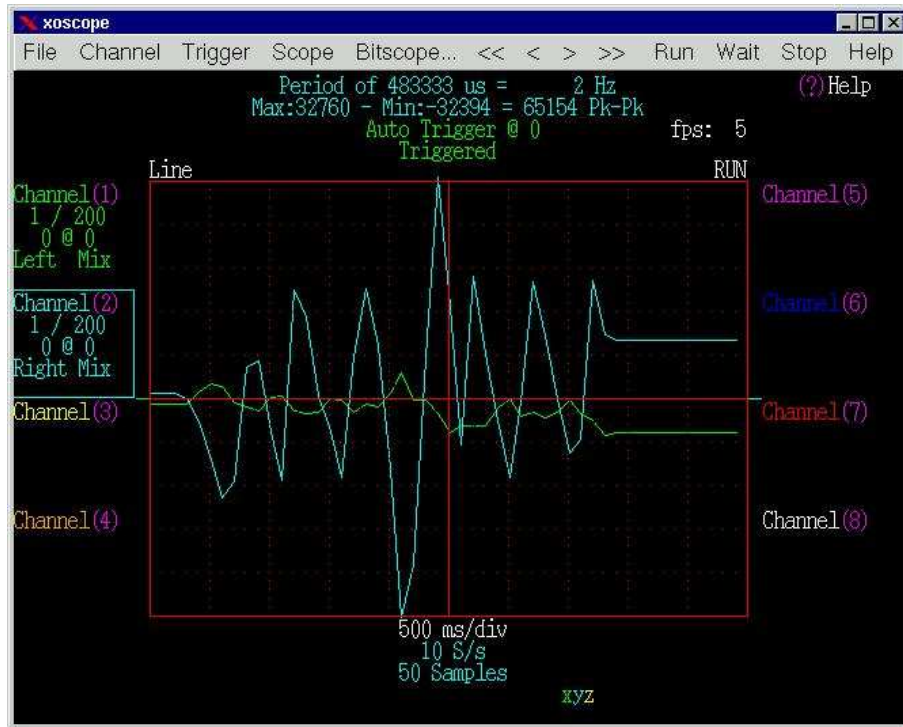 xoscope
File Channel Trigger Scope Bitscope... << < > >> Run Wait Stop Help
Period of 483333 us = 2 Hz
(?)Help
Max:32760 - Min:-32394 = 65154 Pk-Pk
Auto Trigger @ 0
fps: 5
Triggered
Line
RUN
Channel(1)
1 / 200
0 @ 0
Left Mix
Channel(2)
1 / 200
0 @ 0
Right Mix
Channel(3)
Channel(4)
Channel(5)
Channel(6)
Channel(7)
Channel(8)
500 ms/div
10 S/s
50 Samples
xyz